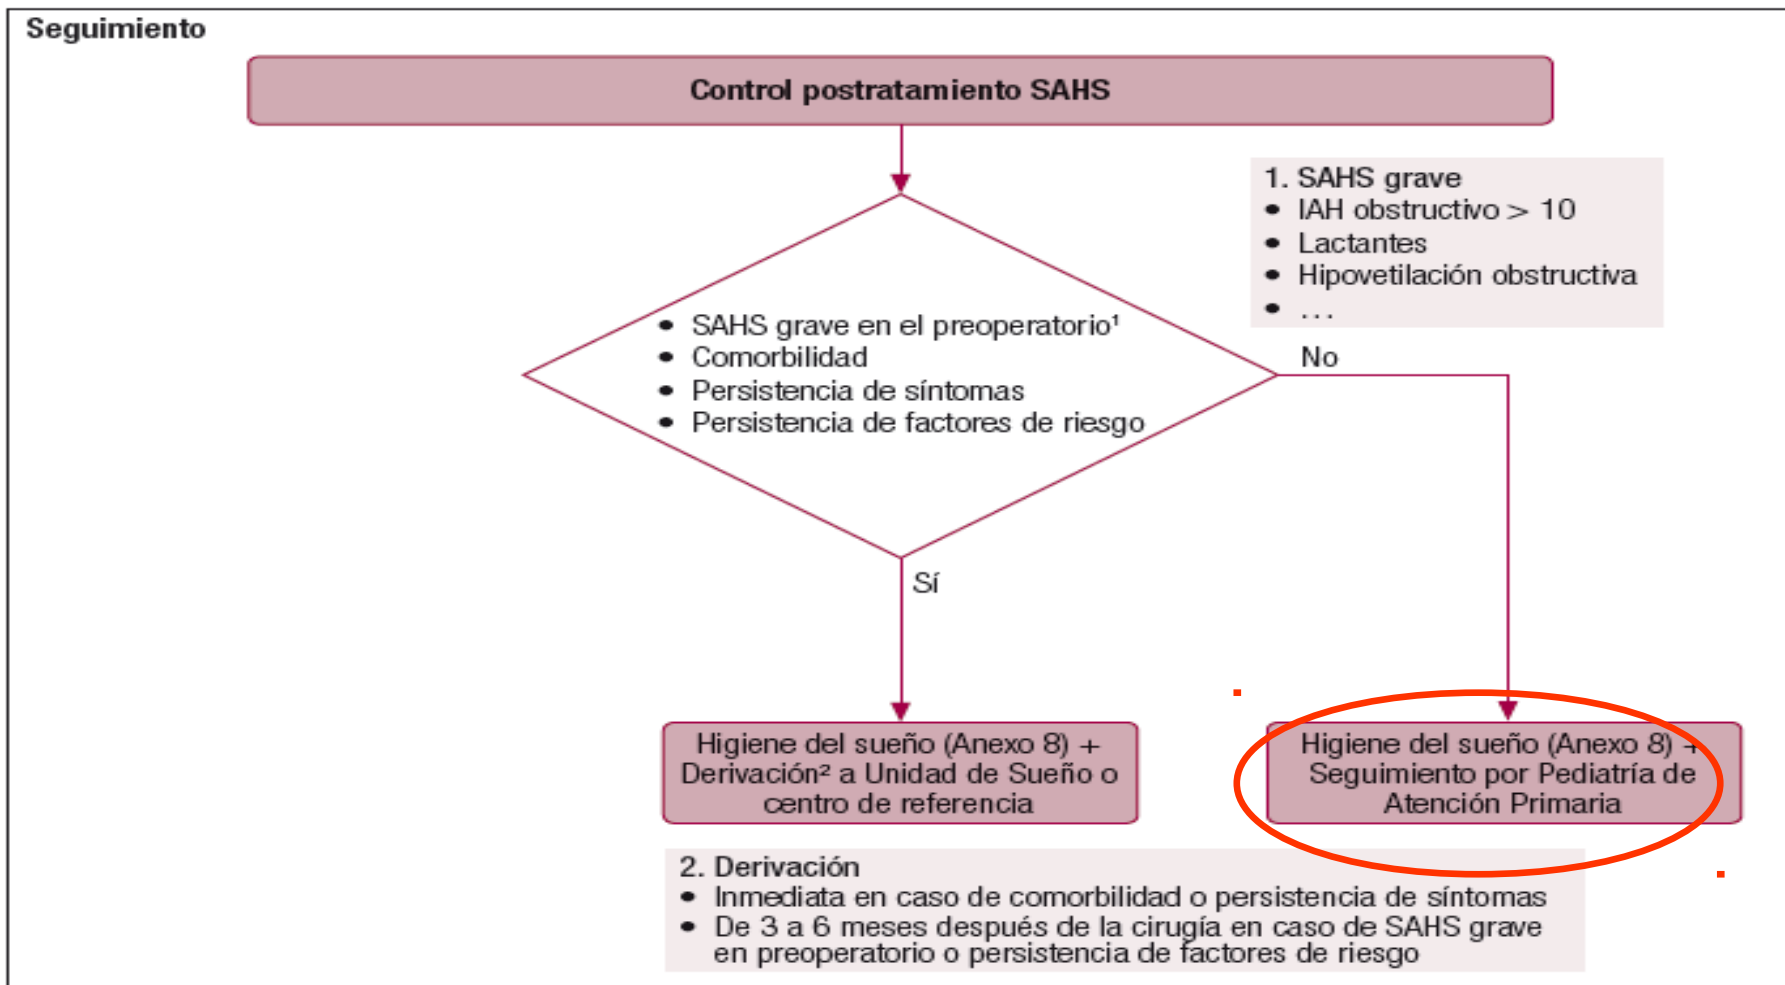 Seguimiento
Control postratamiento SAHS
1. SAHS grave
• IAH obstructivo > 10
• Lactantes
• Hipovetilación obstructiva
• ...
• SAHS grave en el preoperatorio¹
• Comorbilidad
• Persistencia de síntomas
• Persistencia de factores de riesgo
No
Sí
Higiene del sueño (Anexo 8) +
Derivación² a Unidad de Sueño o
centro de referencia
Higiene del sueño (Anexo 8) +
Seguimiento por Pediatría de
Atención Primaria
2. Derivación
• Inmediata en caso de comorbilidad o persistencia de síntomas
• De 3 a 6 meses después de la cirugía en caso de SAHS grave
en preoperatorio o persistencia de factores de riesgo